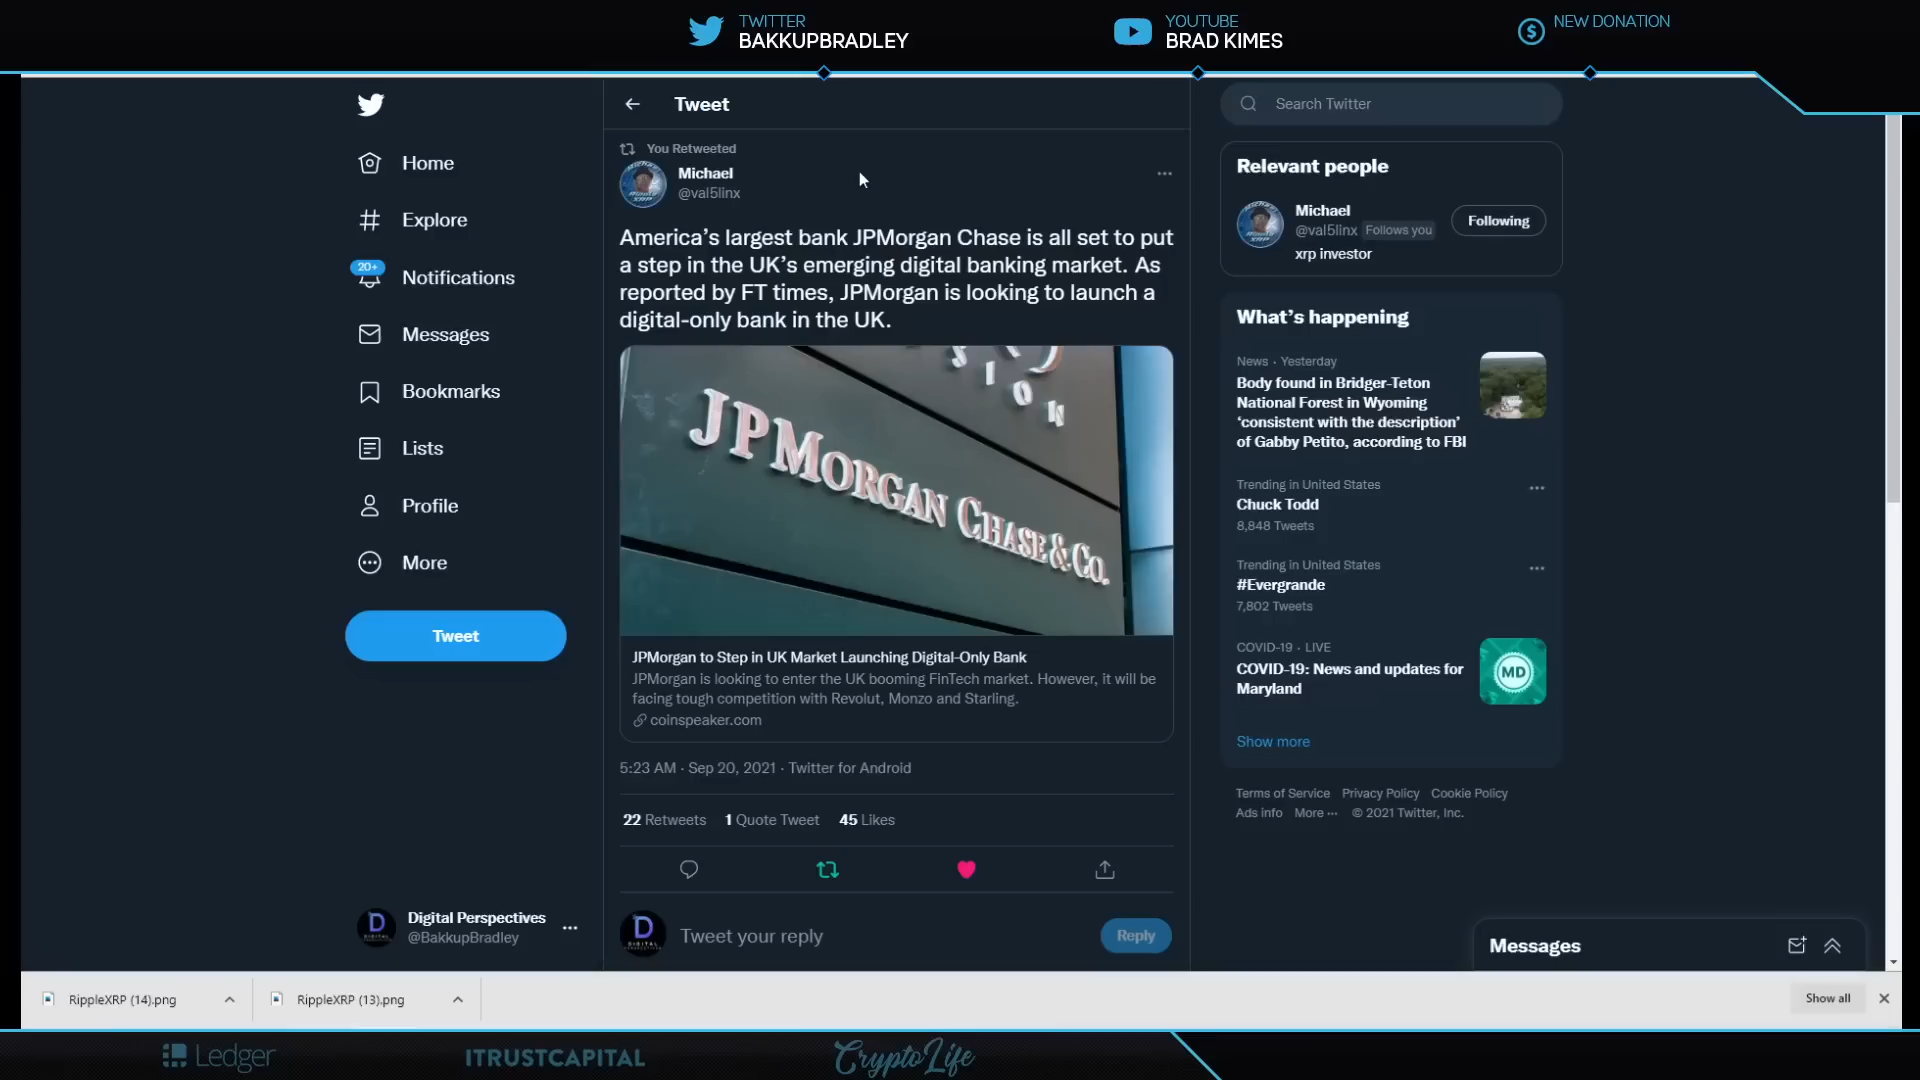 TWITTER
BAKKUPBRADLEY
YOUTUBE
BRAD KIMES
NEW DONATION
Home
Explore
20+
Notifications
Messages
Bookmarks
Lists
Profile
More
Tweet
Digital Perspectives
@BakkupBradley
Tweet
You Retweeted
Michael
@val5linx
America’s largest bank JPMorgan Chase is all set to put
a step in the UK’s emerging digital banking market. As
reported by FT times, JPMorgan is looking to launch a
digital-only bank in the UK.
JPMORGAN CHASE & CO.
JPMorgan to Step in UK Market Launching Digital-Only Bank
JPMorgan is looking to enter the UK booming FinTech market. However, it will be
facing tough competition with Revolut, Monzo and Starling.
coinspeaker.com
5:23 AM · Sep 20, 2021 · Twitter for Android
22 Retweets 1 Quote Tweet 45 Likes
Tweet your reply
Reply
Search Twitter
Relevant people
Michael
@val5linx Follows you
xrp investor
Following
What’s happening
News · Yesterday
Body found in Bridger-Teton
National Forest in Wyoming
‘consistent with the description’
of Gabby Petito, according to FBI
Trending in United States
Chuck Todd
8,848 Tweets
Trending in United States
#Evergrande
7,802 Tweets
COVID-19 · LIVE
COVID-19: News and updates for
Maryland
MD
Show more
Terms of Service Privacy Policy Cookie Policy
Ads info More ··· © 2021 Twitter, Inc.
Messages
RippleXRP (14).png
RippleXRP (13).png
Show all
Ledger
ITRUSTCAPITAL
CryptoLife